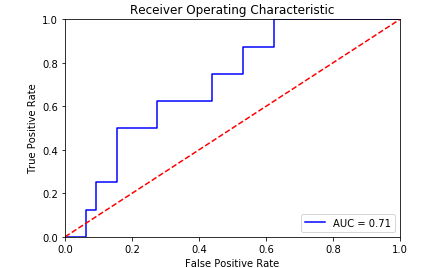 Receiver Operating Characteristic
1.0
0.8
0.6
0.4
0.2
0.0
True Positive Rate
AUC = 0.71
0.0 0.2 0.4 0.6 0.8 1.0
False Positive Rate